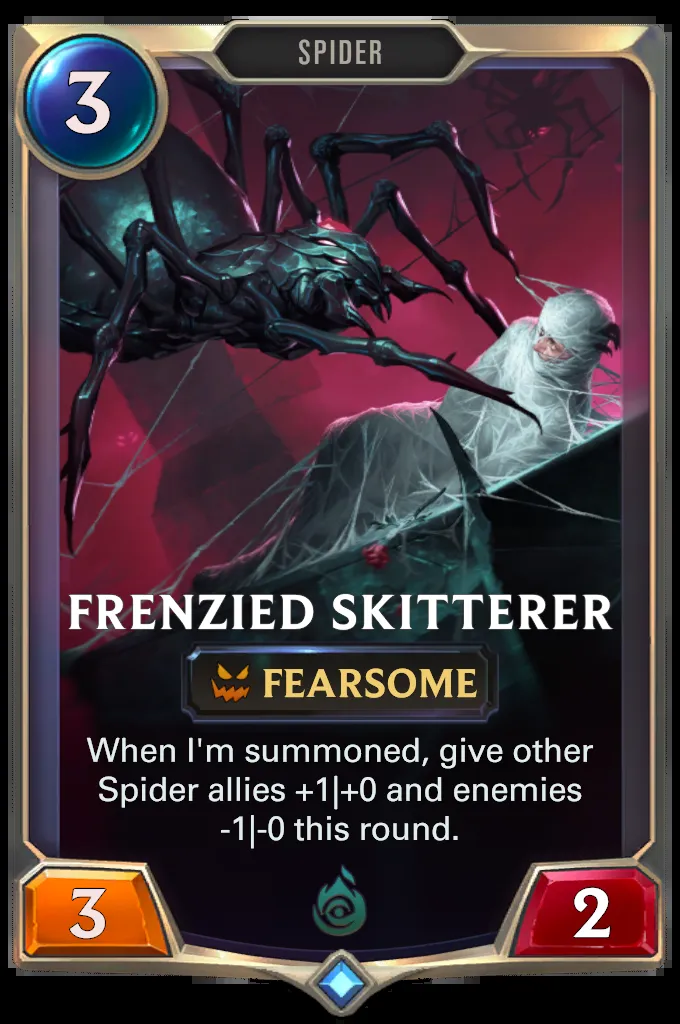 SPIDER
3
FRENZIED SKITTERER
FEARSOME
When I'm summoned, give other
Spider allies +1|+0 and enemies
-1|-0 this round.
3
2